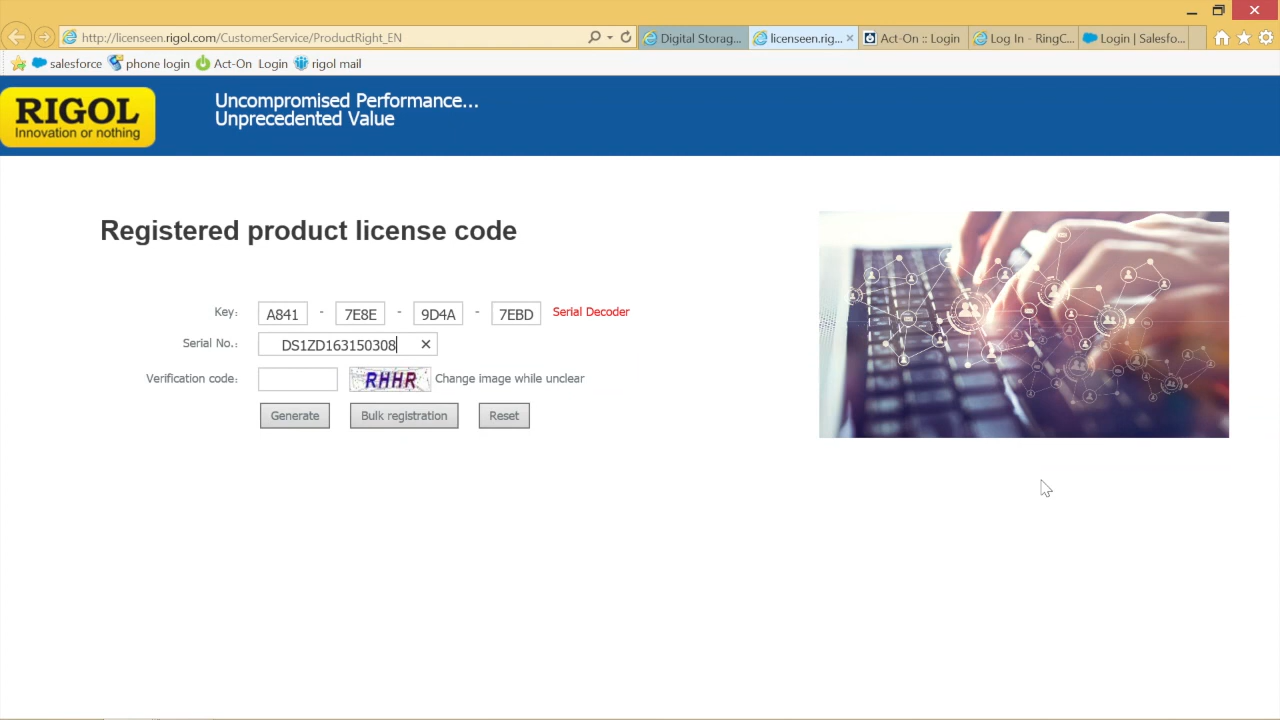 http://licenseen.rigol.com/CustomerService/ProductRight_EN
Digital Storag...
licenseen.rig...
Act-On :: Login
Log In - RingC...
Login | Salesfo...
salesforce
phone login
Act-On Login
rigol mail
RIGOL
Innovation or nothing
Uncompromised Performance...
Unprecedented Value
Registered product license code
Key: A841 - 7E8E - 9D4A - 7EBD Serial Decoder
Serial No.: DS1ZD163150308
Verification code: RHHR Change image while unclear
Generate Bulk registration Reset